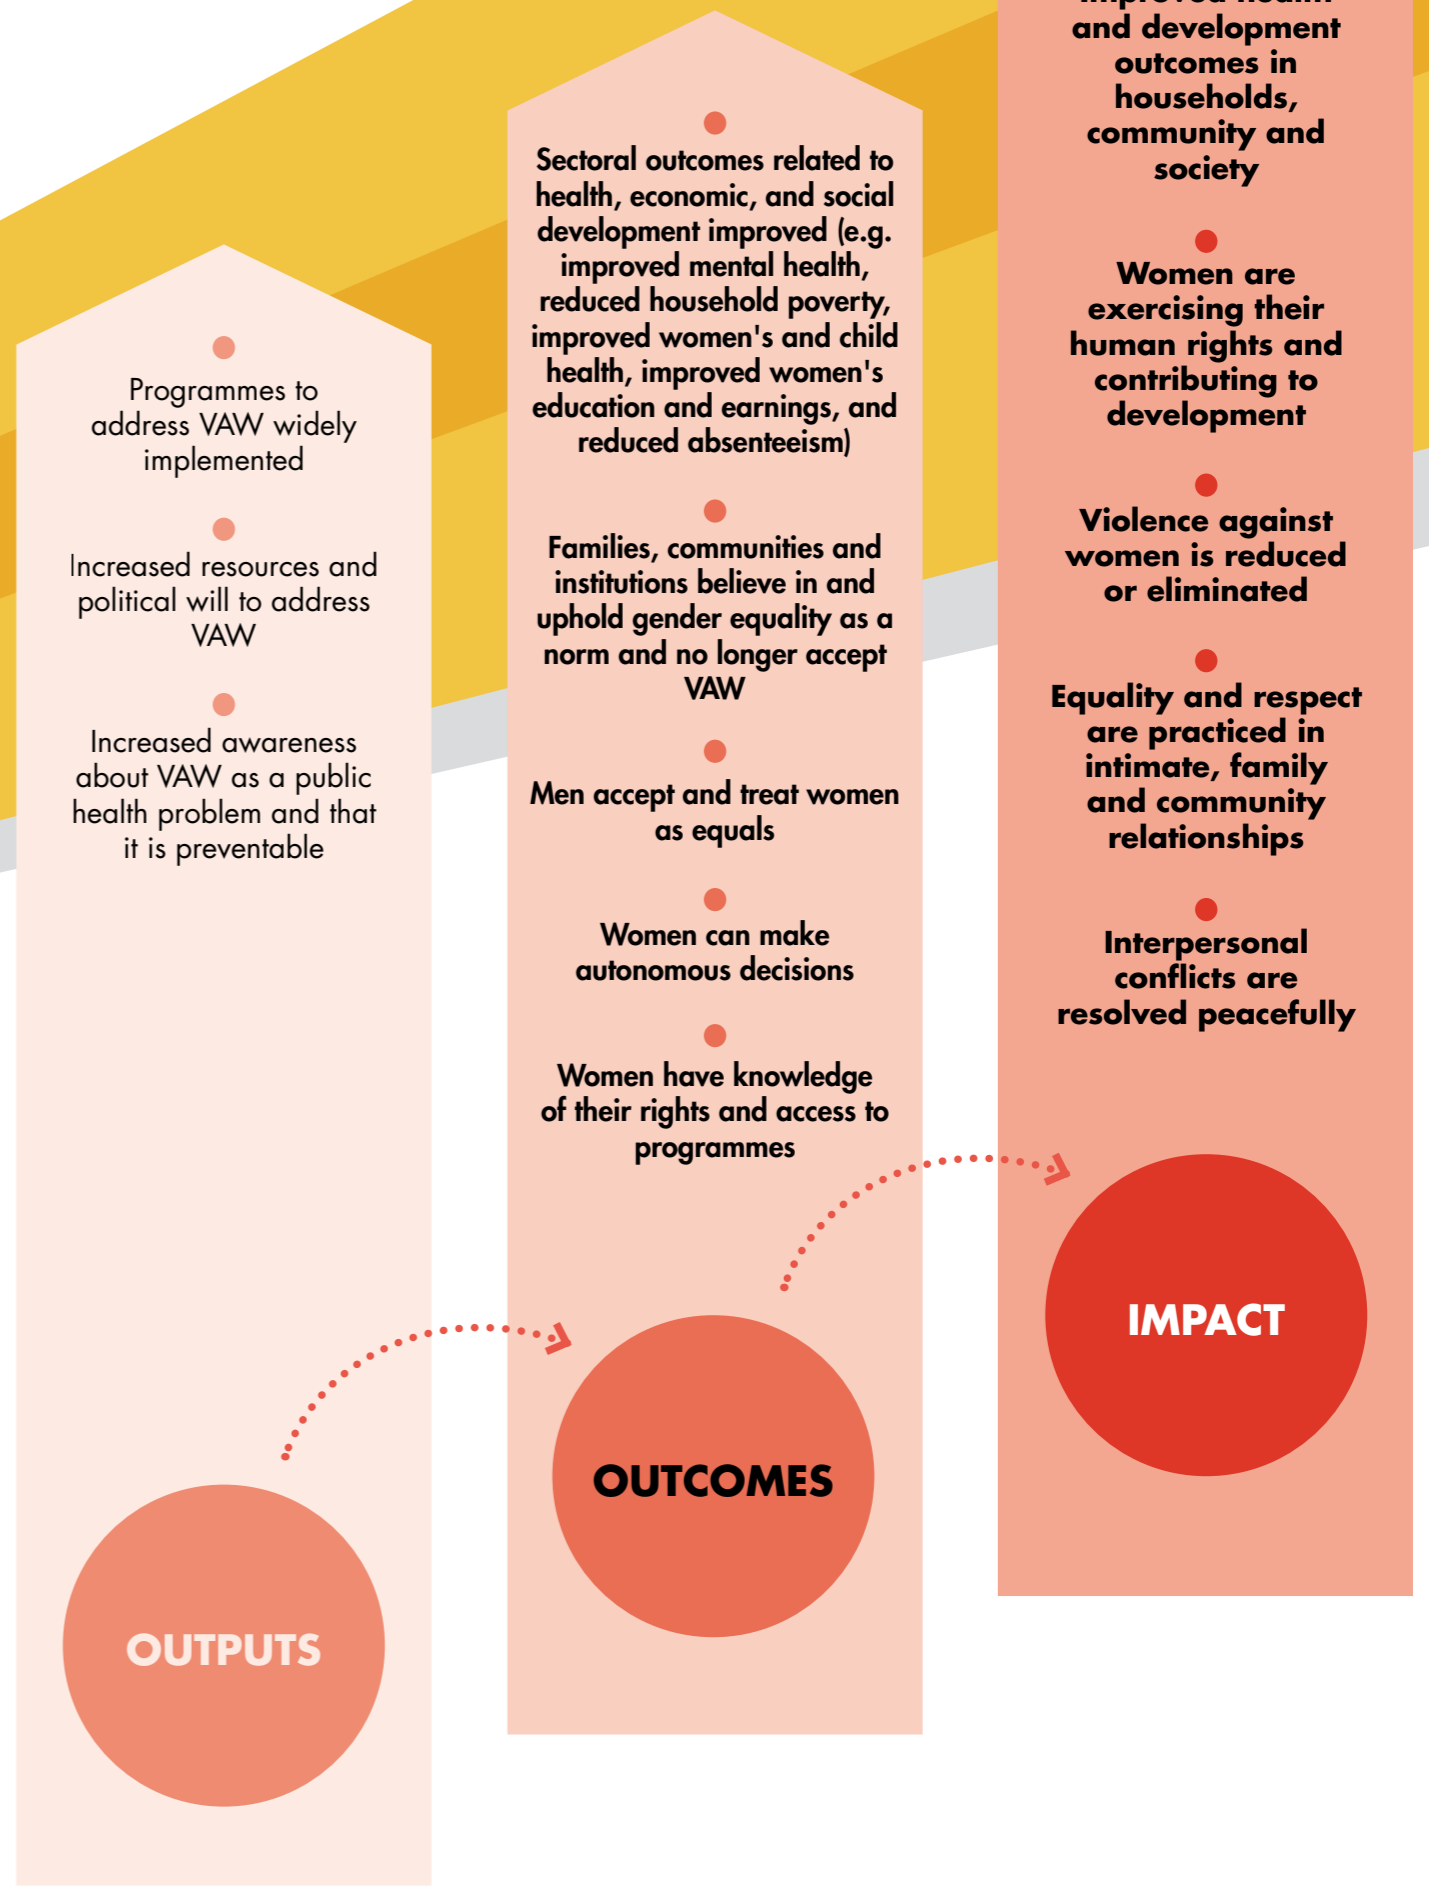 Programmes to
address VAW widely
implemented
Increased resources and
political will to address
VAW
Increased awareness
about VAW as a public
health problem and that
it is preventable
OUTPUTS
Sectoral outcomes related to
health, economic, and social
development improved (e.g.
improved mental health,
reduced household poverty,
improved women's and child
health, improved women's
education and earnings, and
reduced absenteeism)
Families, communities and
institutions believe in and
uphold gender equality as a
norm and no longer accept
VAW
Men accept and treat women
as equals
Women can make
autonomous decisions
Women have knowledge
of their rights and access to
programmes
OUTCOMES
improved health
and development
outcomes in
households,
community and
society
Women are
exercising their
human rights and
contributing to
development
Violence against
women is reduced
or eliminated
Equality and respect
are practiced in
intimate, family
and community
relationships
Interpersonal
conflicts are
resolved peacefully
IMPACT